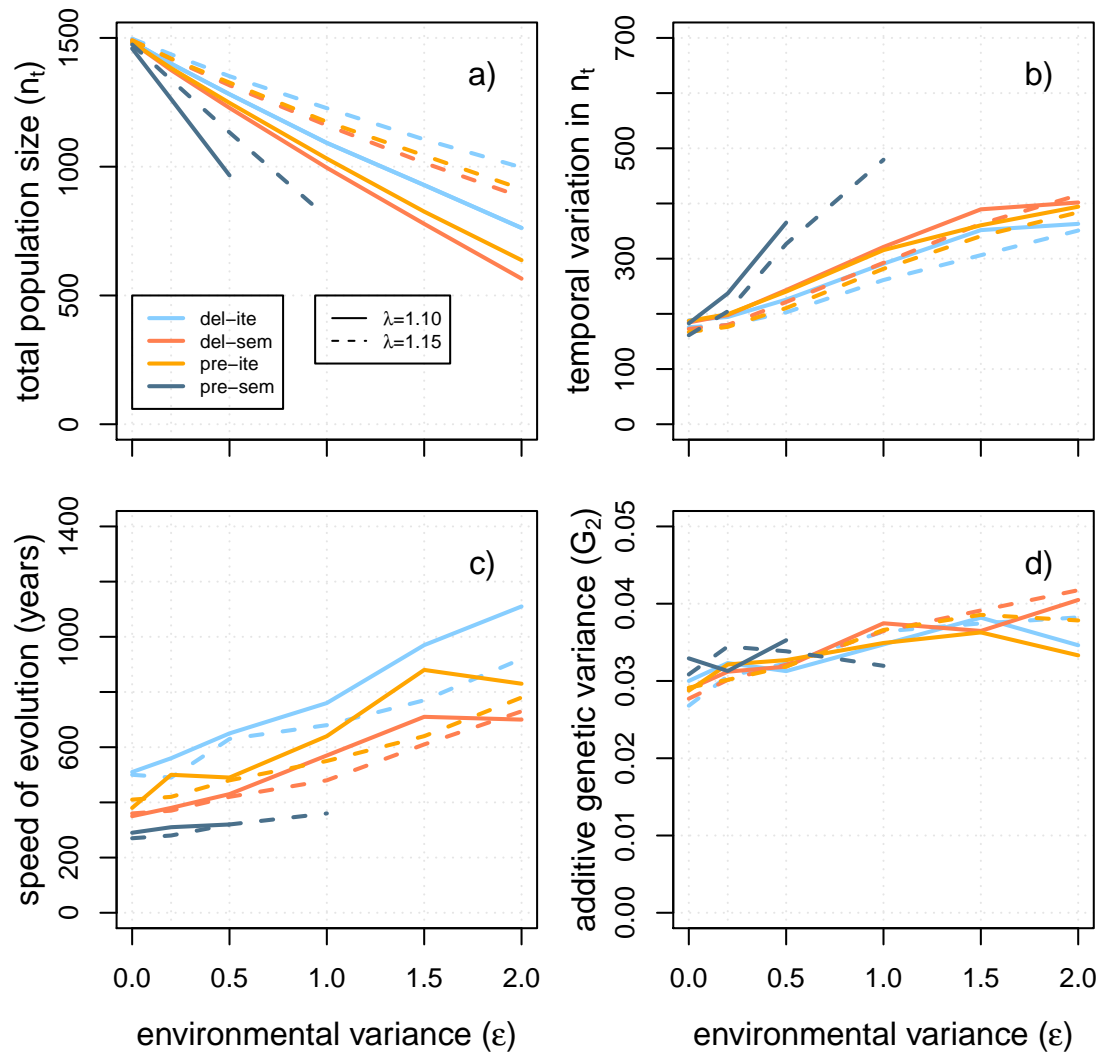 total population size (nt)
1500
1000
500
0
a)
del−ite
del−sem
pre−ite
pre−sem
λ=1.10
λ=1.15
temporal variation in nt
700
500
300
100
0
b)
speed of evolution (years)
1400
1000
600
200
0
c)
0.0 0.5 1.0 1.5 2.0
environmental variance (ε)
additive genetic variance (G2)
0.05
0.04
0.03
0.02
0.01
0.00
d)
0.0 0.5 1.0 1.5 2.0
environmental variance (ε)